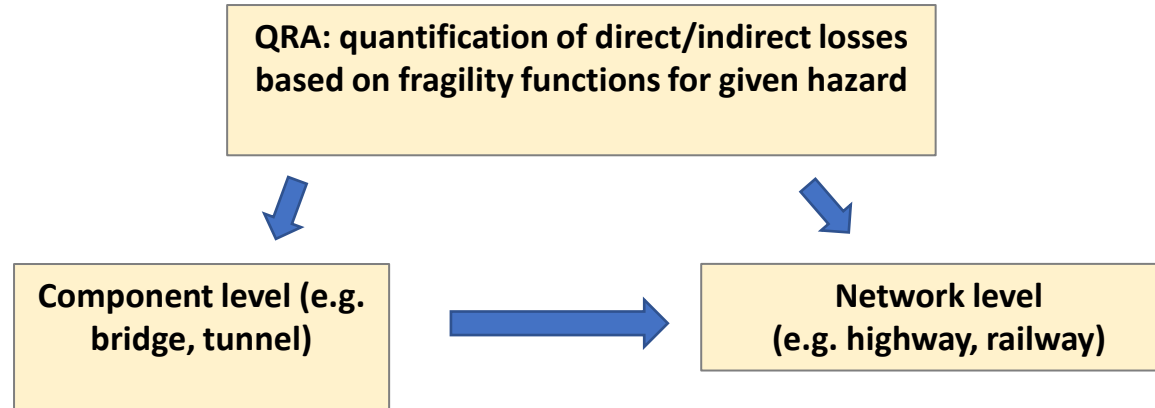 QRA: quantification of direct/indirect losses
based on fragility functions for given hazard
Component level (e.g.
bridge, tunnel)
Network level
(e.g. highway, railway)